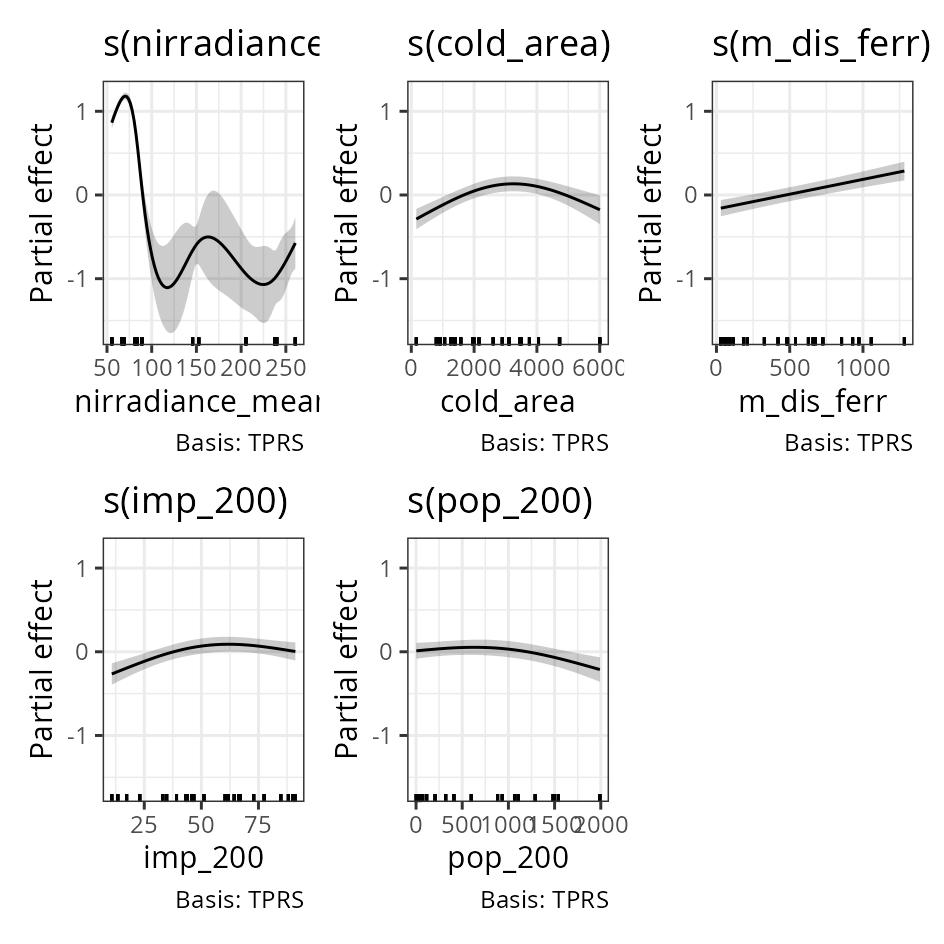 s(nirradiance
s(cold_area)
s(m_dis_ferr)
Partial effect
1
0
-1
50 100 150 200 250
nirradiance_mea
Basis: TPRS
Partial effect
1
0
-1
0 2000 4000 6000
cold_area
Basis: TPRS
Partial effect
1
0
-1
0 500 1000
m_dis_ferr
Basis: TPRS
s(imp_200)
s(pop_200)
Partial effect
1
0
-1
25 50 75
imp_200
Basis: TPRS
Partial effect
1
0
-1
0 500 1000 1500 2000
pop_200
Basis: TPRS